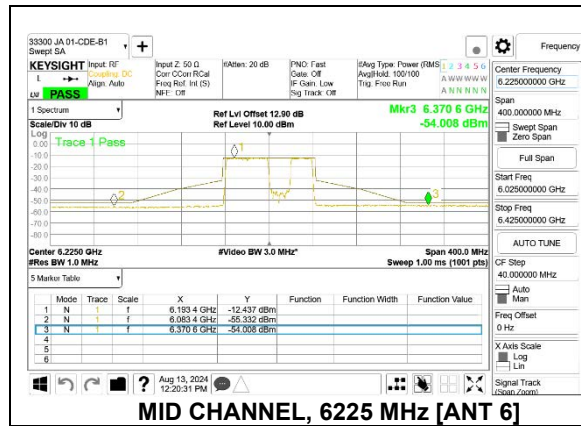 33300 JA 01-CDE-B1
Swept SA
+
Frequency
KEYSIGHT Input: RF
Coupling: DC
Align: Auto
Input Z: 50 Ω
Corr CCorr RCal
Freq Ref: Int (S)
NFE: Off
#Atten: 20 dB
PNO: Fast
Gate: Off
IF Gain: Low
Sig Track: Off
#Avg Type: Power (RMS
Avg|Hold: 100/100
Trig: Free Run
1 2 3 4 5 6
A W W W W W
A N N N N N
L
LW PASS
1 Spectrum
Scale/Div 10 dB
Ref Lvl Offset 12.90 dB
Ref Level 10.00 dBm
Mkr3 6.370 6 GHz
-54.008 dBm
Log
Trace 1 Pass
0.00
-10.0
-20.0
-30.0
-40.0
-50.0
-60.0
-70.0
-80.0
1
2
3
Center 6.2250 GHz
#Res BW 1.0 MHz
#Video BW 3.0 MHz*
Span 400.0 MHz
Sweep 1.00 ms (1001 pts)
5 Marker Table
Mode Trace Scale X Y Function Function Width Function Value
1 N 1 f 6.193 4 GHz -12.437 dBm
2 N 1 f 6.083 4 GHz -55.332 dBm
3 N 1 f 6.370 6 GHz -54.008 dBm
4
5
6
Center Frequency
6.225000000 GHz
Span
400.000000 MHz
Swept Span
Zero Span
Full Span
Start Freq
6.025000000 GHz
Stop Freq
6.425000000 GHz
AUTO TUNE
CF Step
40.000000 MHz
Auto
Man
Freq Offset
0 Hz
X Axis Scale
Log
Lin
Signal Track
(Span Zoom)
?
Aug 13, 2024
12:20:31 PM
MID CHANNEL, 6225 MHz [ANT 6]